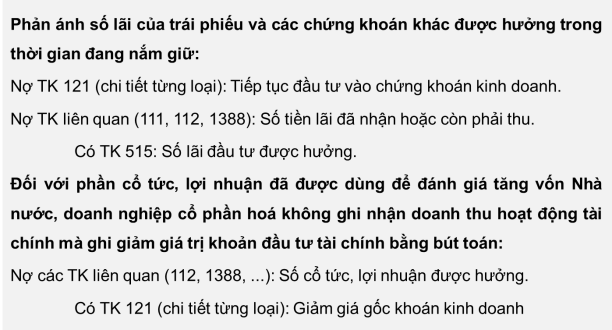 Phản ánh số lãi của trái phiếu và các chứng khoán khác được hưởng trong
thời gian đang nắm giữ:
Nợ TK 121 (chi tiết từng loại): Tiếp tục đầu tư vào chứng khoán kinh doanh.
Nợ TK liên quan (111, 112, 1388): Số tiền lãi đã nhận hoặc còn phải thu.
Có TK 515: Số lãi đầu tư được hưởng.
Đối với phần cổ tức, lợi nhuận đã được dùng để đánh giá tăng vốn Nhà
nước, doanh nghiệp cổ phần hoá không ghi nhận doanh thu hoạt động tài
chính mà ghi giảm giá trị khoản đầu tư tài chính bằng bút toán:
Nợ các TK liên quan (112, 1388, ...): Số cổ tức, lợi nhuận được hưởng.
Có TK 121 (chi tiết từng loại): Giảm giá gốc khoán kinh doanh